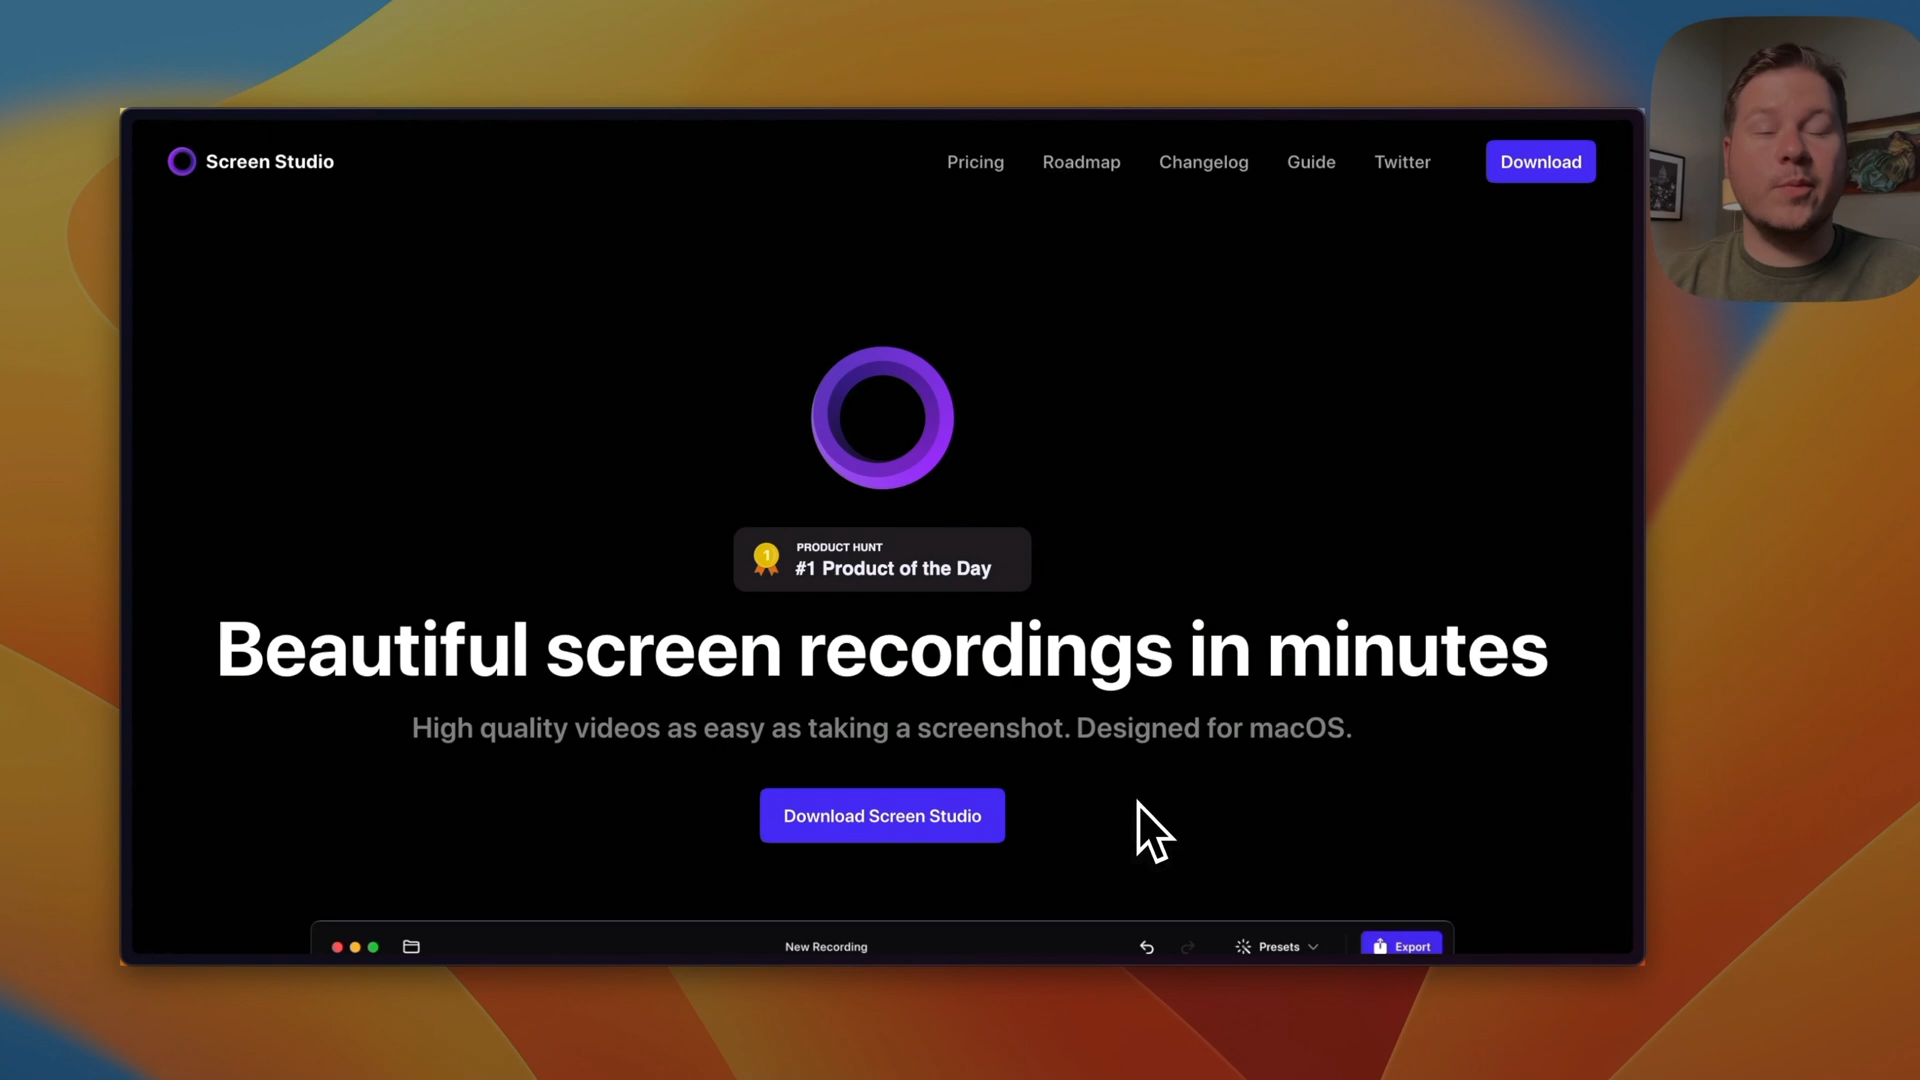 Screen Studio
Pricing
Roadmap
Changelog
Guide
Twitter
Download
1
PRODUCT HUNT
#1 Product of the Day
Beautiful screen recordings in minutes
High quality videos as easy as taking a screenshot. Designed for macOS.
Download Screen Studio
New Recording
Presets
Export